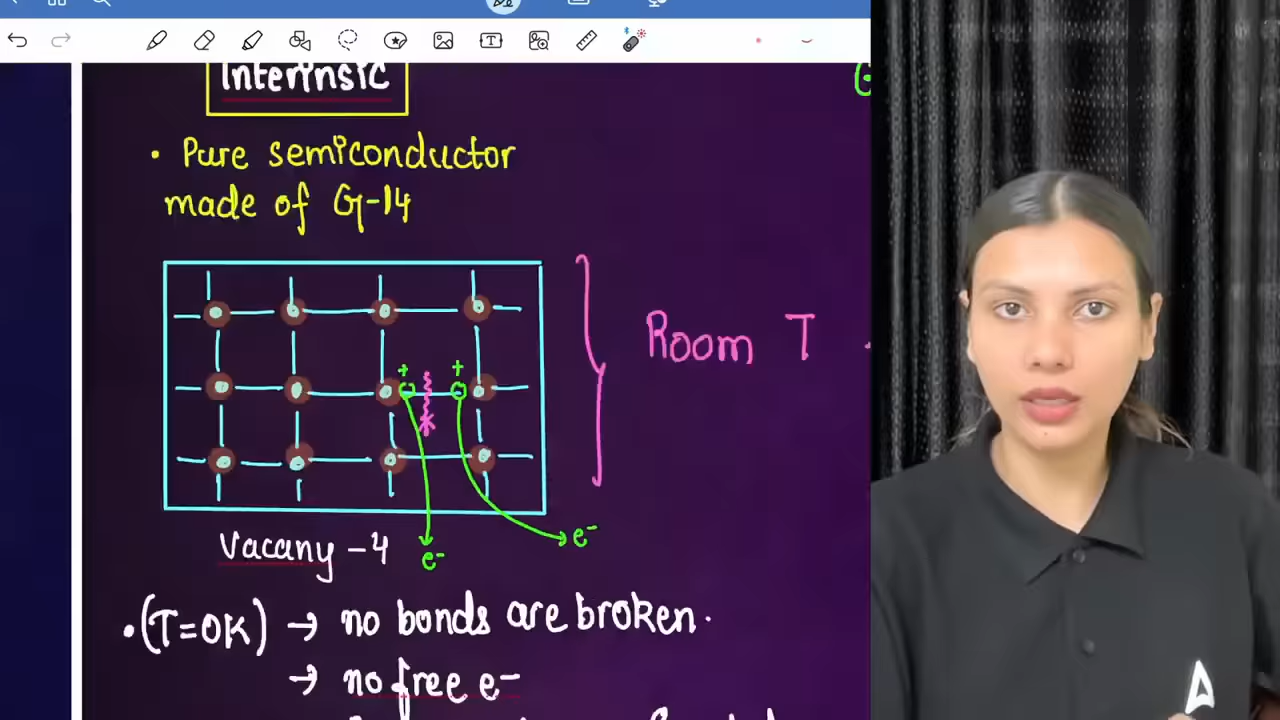 Intrinsic
• Pure semiconductor
made of G-14
+ +
Room T
Vacany - 4
e⁻ e⁻
• (T=0K) → no bonds are broken.
→ no free e⁻